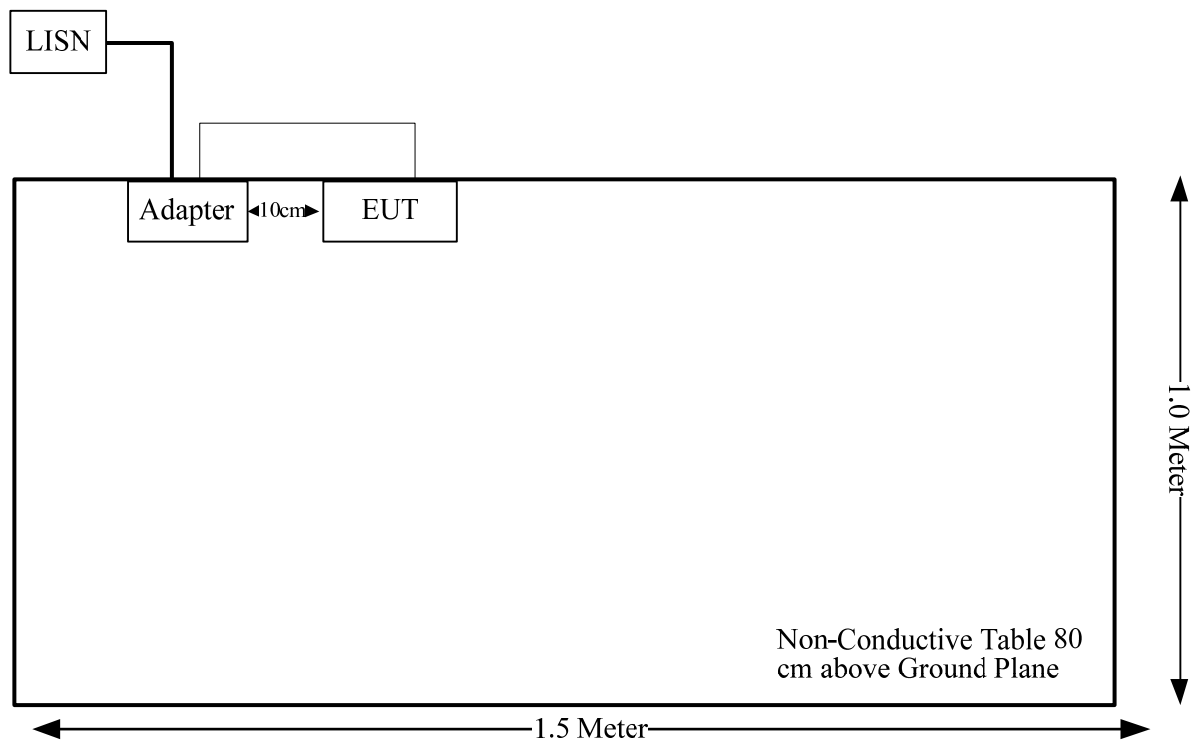 LISN
Adapter
10cm
EUT
1.0 Meter
Non-Conductive Table 80
cm above Ground Plane
1.5 Meter